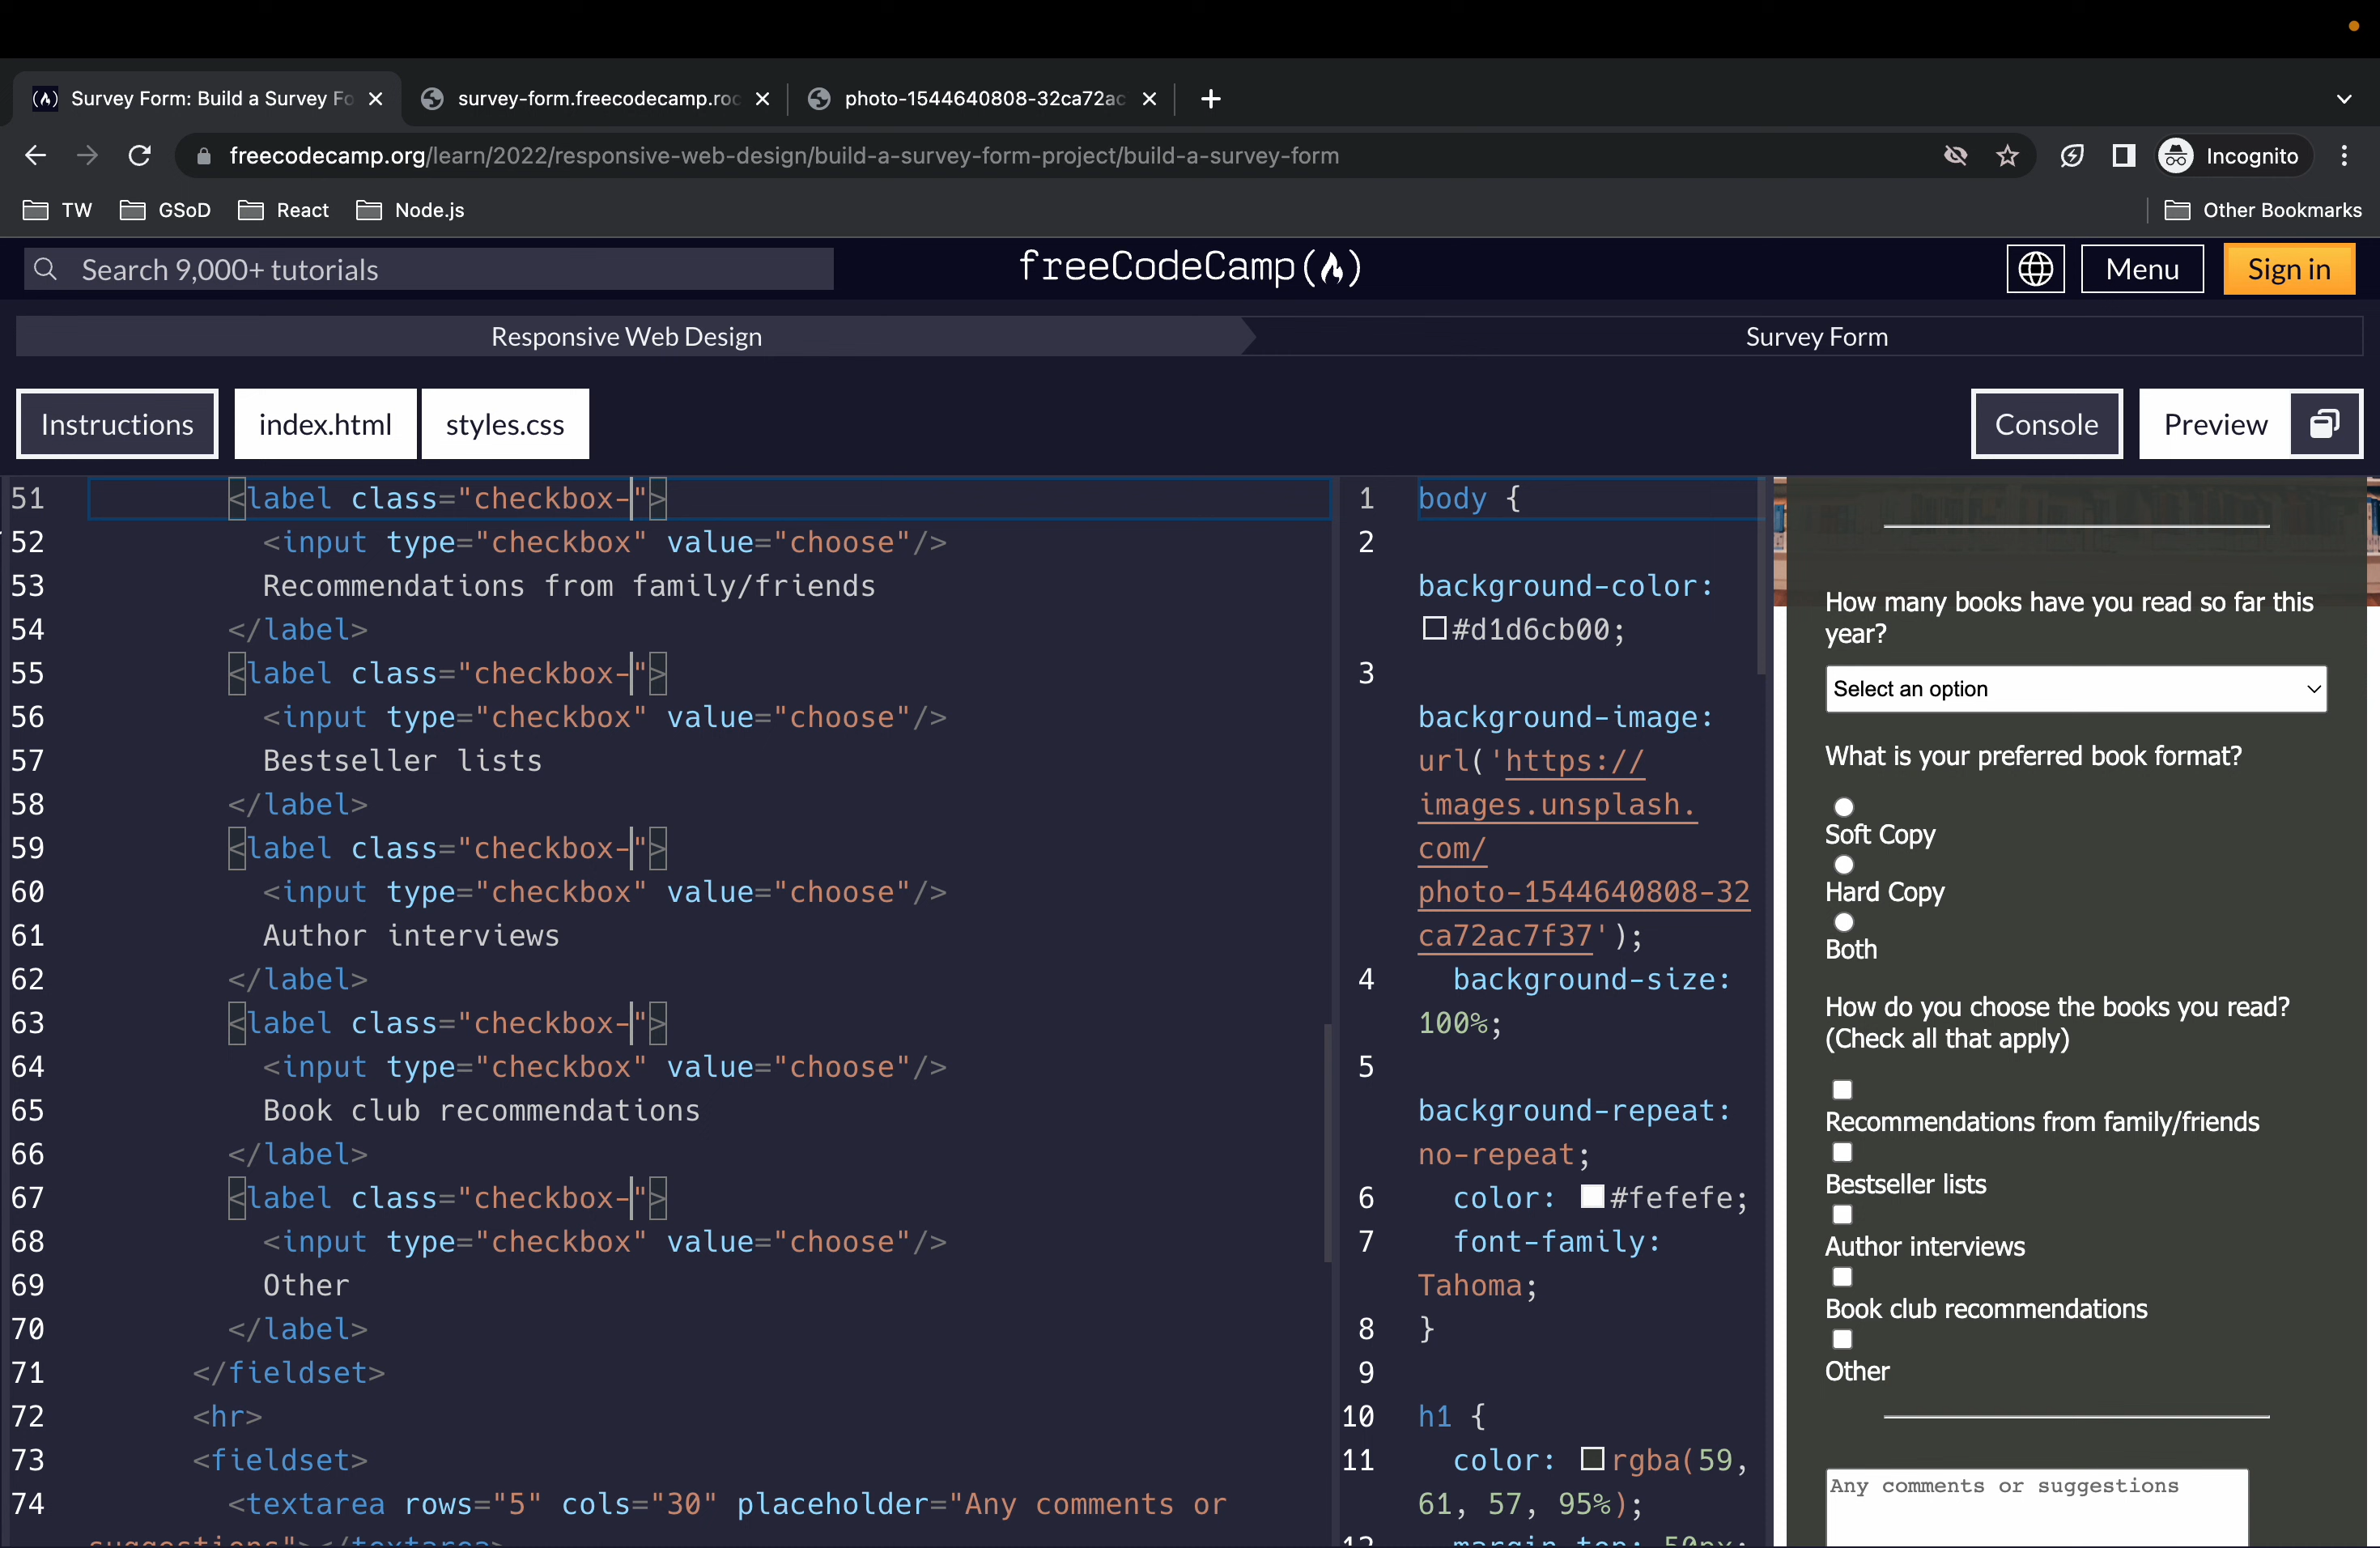 Survey Form: Build a Survey Fo
survey-form.freecodecamp.roc
photo-1544640808-32ca72ac
freecodecamp.org/learn/2022/responsive-web-design/build-a-survey-form-project/build-a-survey-form
Incognito
TW
GSoD
React
Node.js
Other Bookmarks
Search 9,000+ tutorials
freeCodeCamp
Menu
Sign in
Responsive Web Design
Survey Form
Instructions
index.html
styles.css
Console
Preview
51 <label class="checkbox-">
52 <input type="checkbox" value="choose"/>
53 Recommendations from family/friends
54 </label>
55 <label class="checkbox-">
56 <input type="checkbox" value="choose"/>
57 Bestseller lists
58 </label>
59 <label class="checkbox-">
60 <input type="checkbox" value="choose"/>
61 Author interviews
62 </label>
63 <label class="checkbox-">
64 <input type="checkbox" value="choose"/>
65 Book club recommendations
66 </label>
67 <label class="checkbox-">
68 <input type="checkbox" value="choose"/>
69 Other
70 </label>
71 </fieldset>
72 <hr>
73 <fieldset>
74 <textarea rows="5" cols="30" placeholder="Any comments or
suggestions"></textarea>
1 body {
2
background-color:
#d1d6cb00;
3
background-image:
url('https://
images.unsplash.
com/
photo-1544640808-32
ca72ac7f37');
4 background-size:
100%;
5
background-repeat:
no-repeat;
6 color: #fefefe;
7 font-family:
Tahoma;
8 }
9
10 h1 {
11 color: rgba(59,
61, 57, 95%);
12 margin-top: 50px;
How many books have you read so far this
year?
Select an option
What is your preferred book format?
Soft Copy
Hard Copy
Both
How do you choose the books you read?
(Check all that apply)
Recommendations from family/friends
Bestseller lists
Author interviews
Book club recommendations
Other
Any comments or suggestions